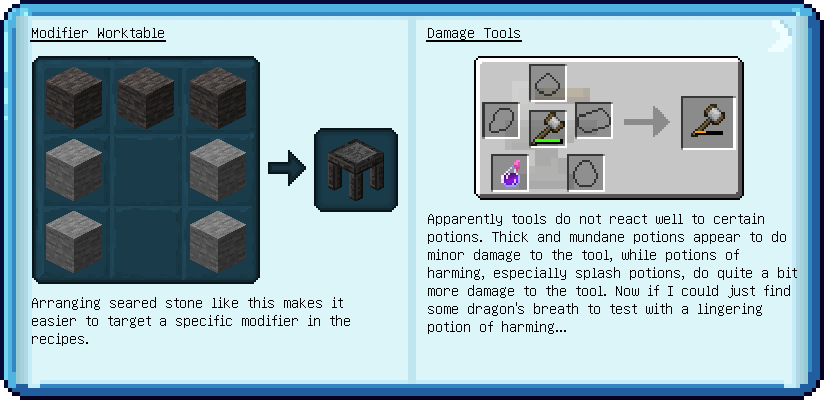 Modifier Worktable
Arranging seared stone like this makes it
easier to target a specific modifier in the
recipes.
Damage Tools
Apparently tools do not react well to certain
potions. Thick and mundane potions appear to do
minor damage to the tool, while potions of
harming, especially splash potions, do quite a bit
more damage to the tool. Now if I could just find
some dragon's breath to test with a lingering
potion of harming...